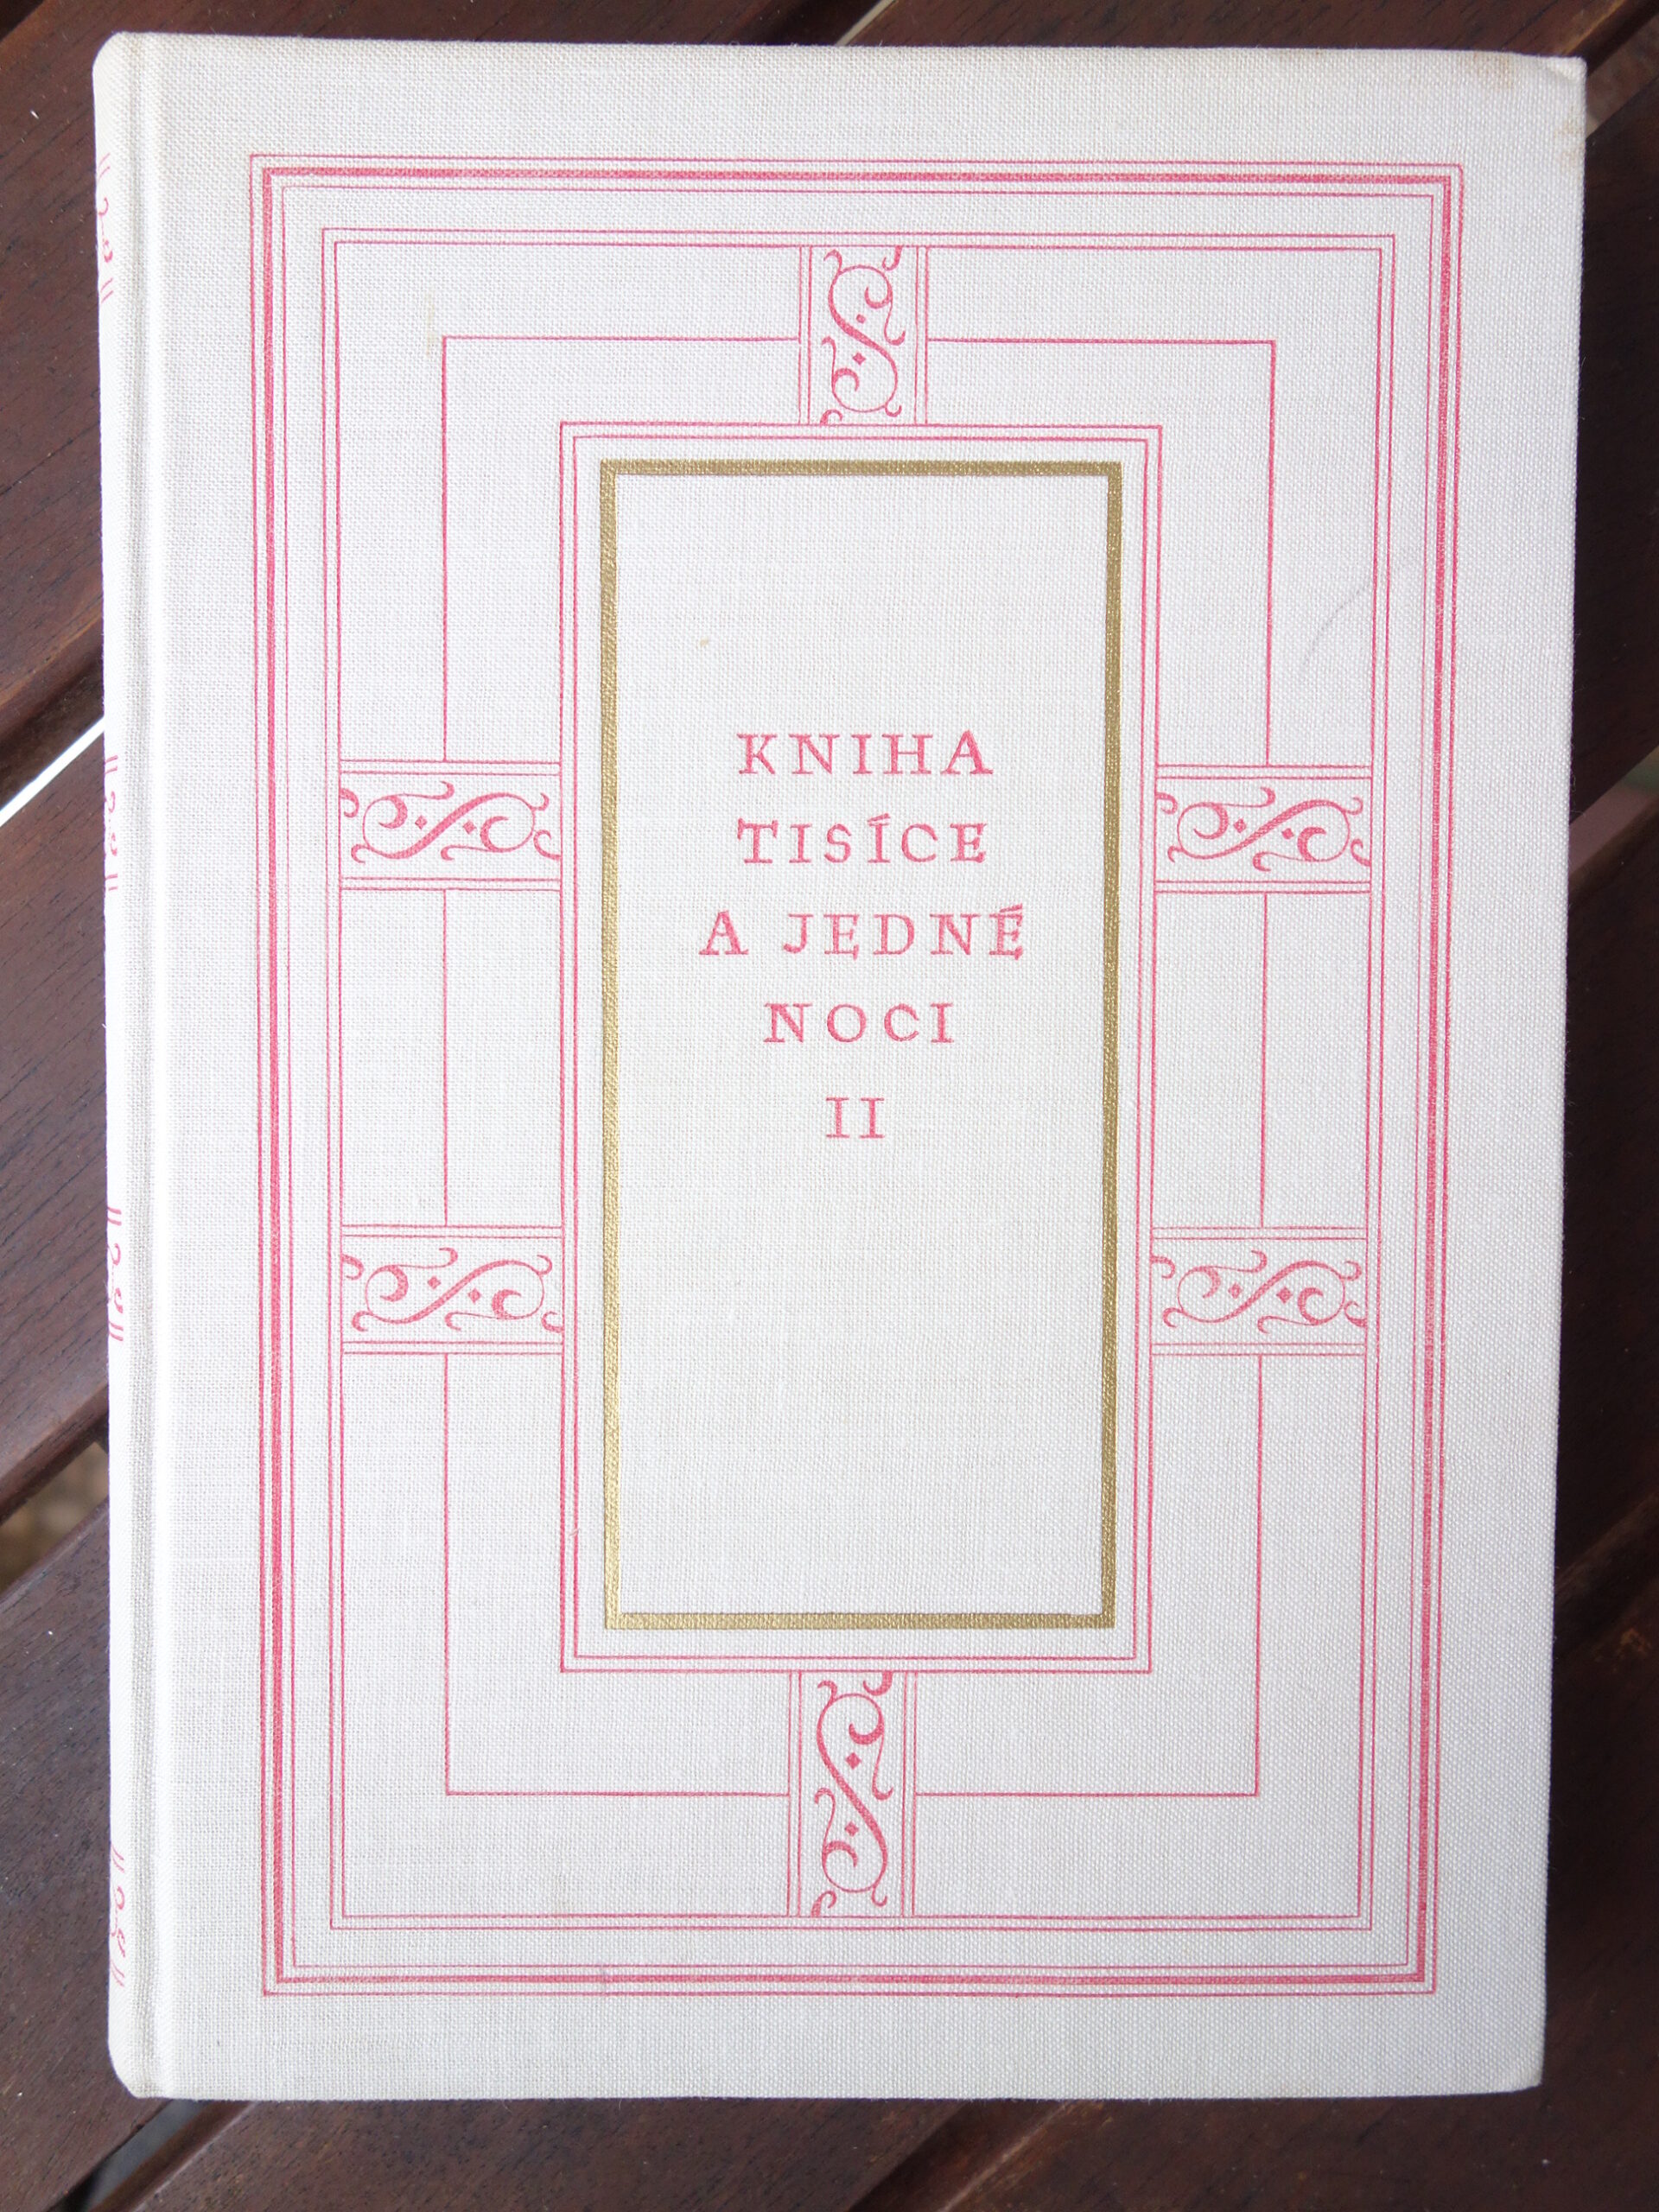 KNIHA
TISÍCE
A JEDNÉ
NOCI
II